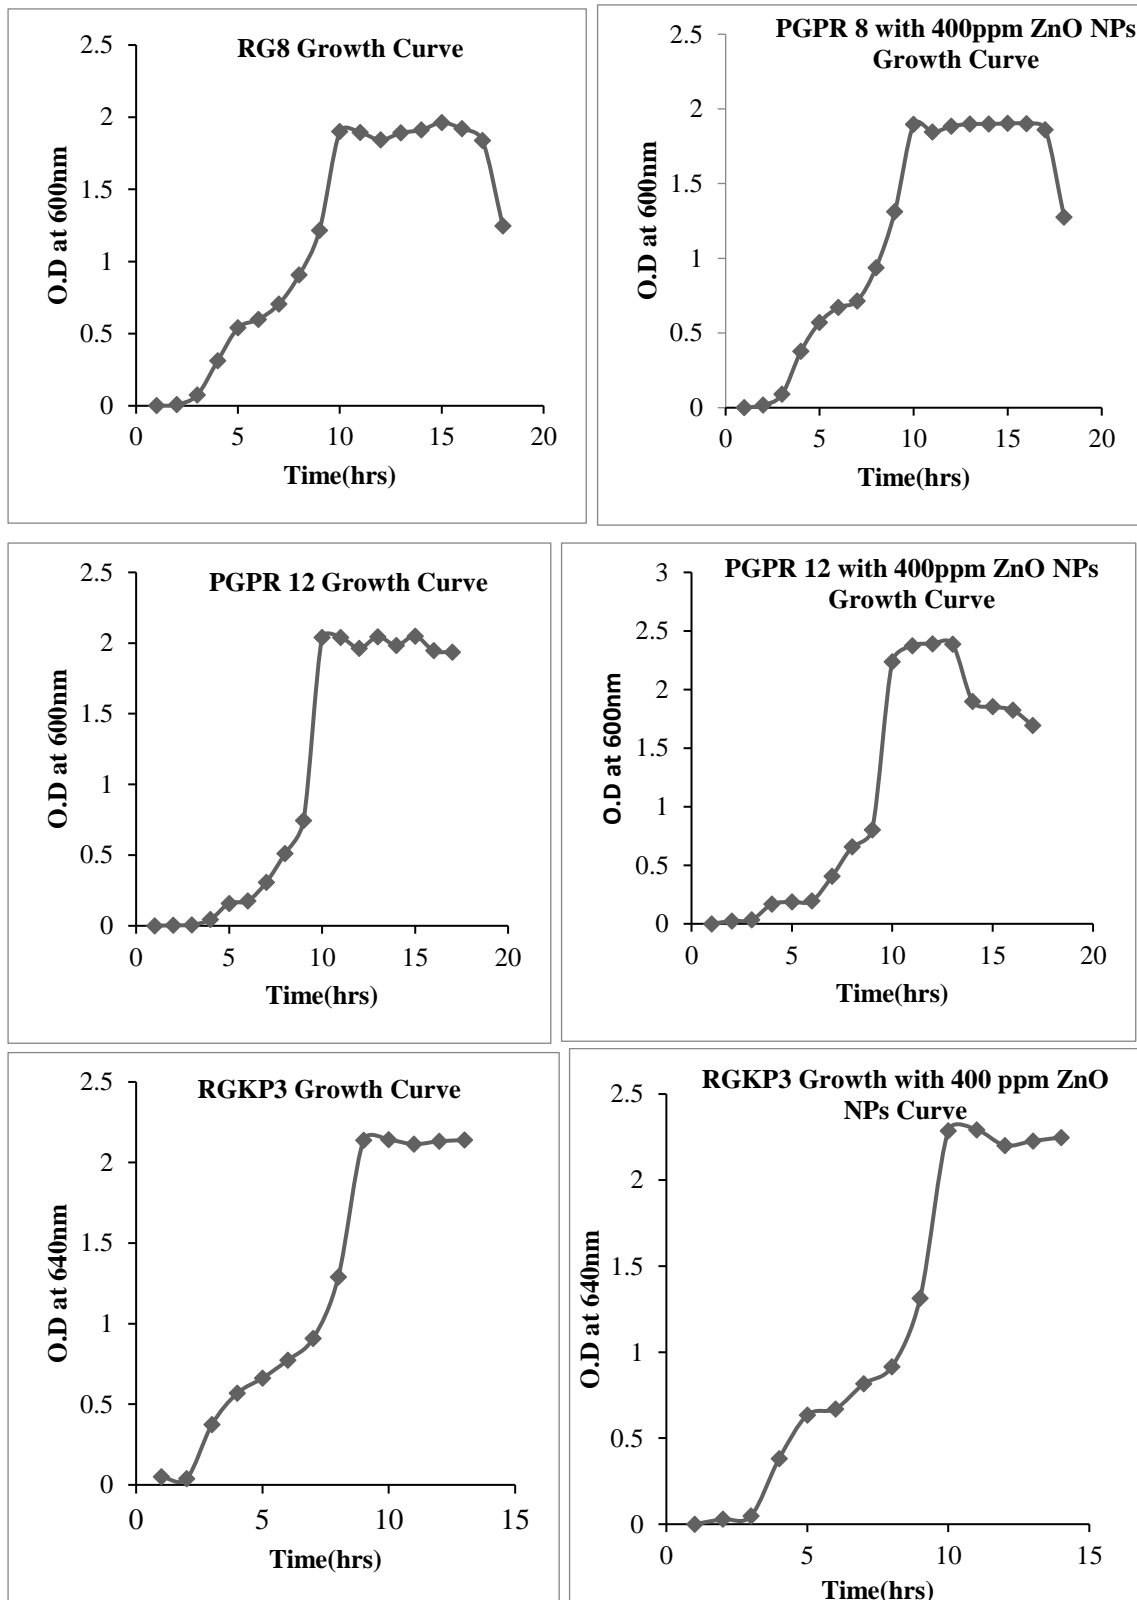 RG8 Growth Curve
2.5
2
1.5
1
0.5
0
0 5 10 15 20
O.D at 600nm
Time(hrs)
PGPR 8 with 400ppm ZnO NPs
Growth Curve
2.5
2
1.5
1
0.5
0
0 5 10 15 20
O.D at 600nm
Time(hrs)
PGPR 12 Growth Curve
2.5
2
1.5
1
0.5
0
0 5 10 15 20
O.D at 600nm
Time(hrs)
PGPR 12 with 400ppm ZnO NPs
Growth Curve
3
2.5
2
1.5
1
0.5
0
0 5 10 15 20
O.D at 600nm
Time(hrs)
RGKP3 Growth Curve
2.5
2
1.5
1
0.5
0
0 5 10 15
O.D at 640nm
Time(hrs)
RGKP3 Growth with 400 ppm ZnO
NPs Curve
2.5
2
1.5
1
0.5
0
0 5 10 15
O.D at 640nm
Time(hrs)